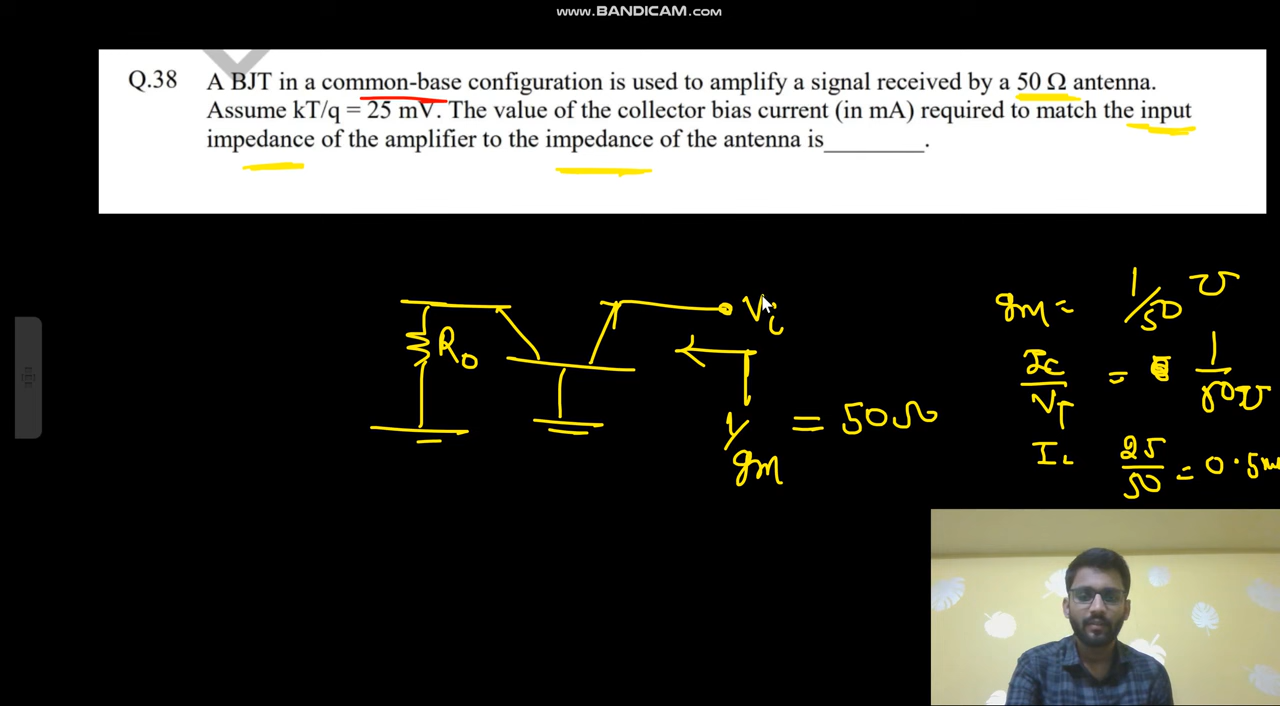 www.BANDICAM.com
Q.38 A BJT in a common-base configuration is used to amplify a signal received by a 50 Ω antenna.
Assume kT/q = 25 mV. The value of the collector bias current (in mA) required to match the input
impedance of the amplifier to the impedance of the antenna is__________.
R0
Vi
1/gm = 50Ω
gm = 1/50 ℧
Ic/VT = 1/50 ℧
Ic 25/50 = 0.5m